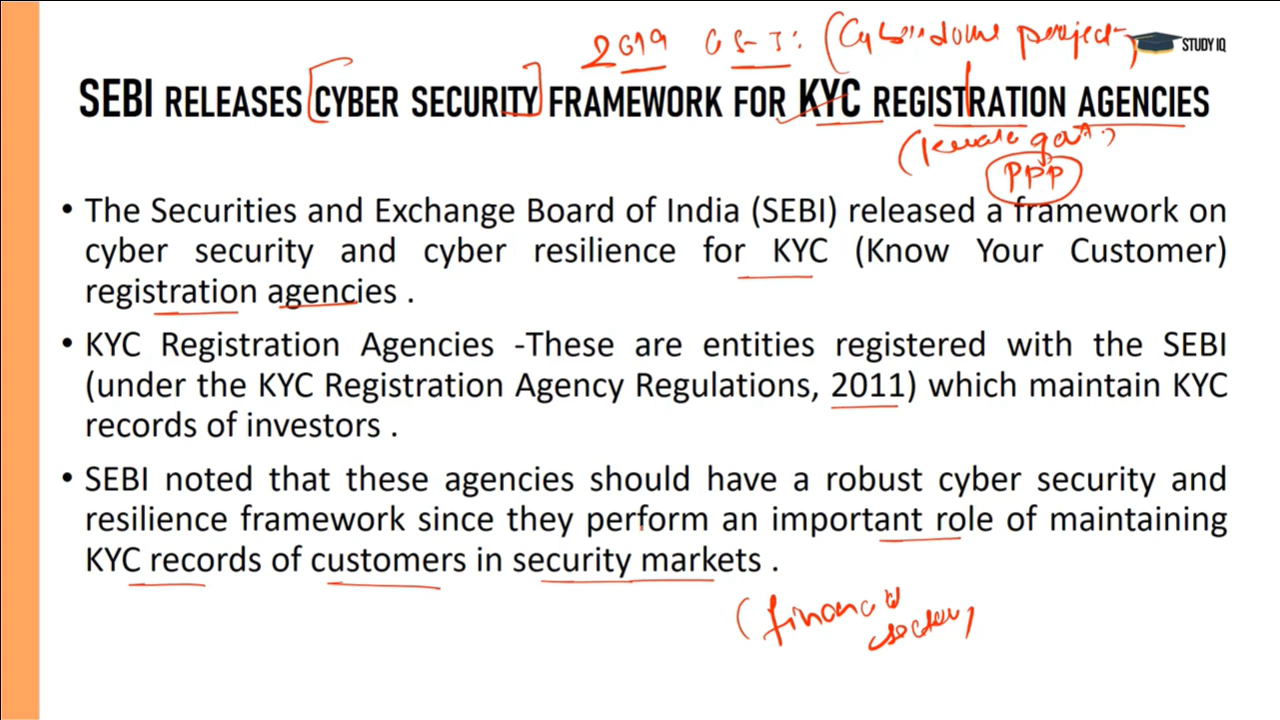 2019 GS-3: (Cyberdome project-)
STUDY IQ
SEBI RELEASES [CYBER SECURITY] FRAMEWORK FOR KYC REGISTRATION AGENCIES
(Kerala govt.)
PPP
• The Securities and Exchange Board of India (SEBI) released a framework on
cyber security and cyber resilience for KYC (Know Your Customer)
registration agencies .
• KYC Registration Agencies -These are entities registered with the SEBI
(under the KYC Registration Agency Regulations, 2011) which maintain KYC
records of investors .
• SEBI noted that these agencies should have a robust cyber security and
resilience framework since they perform an important role of maintaining
KYC records of customers in security markets .
(financial
sector)